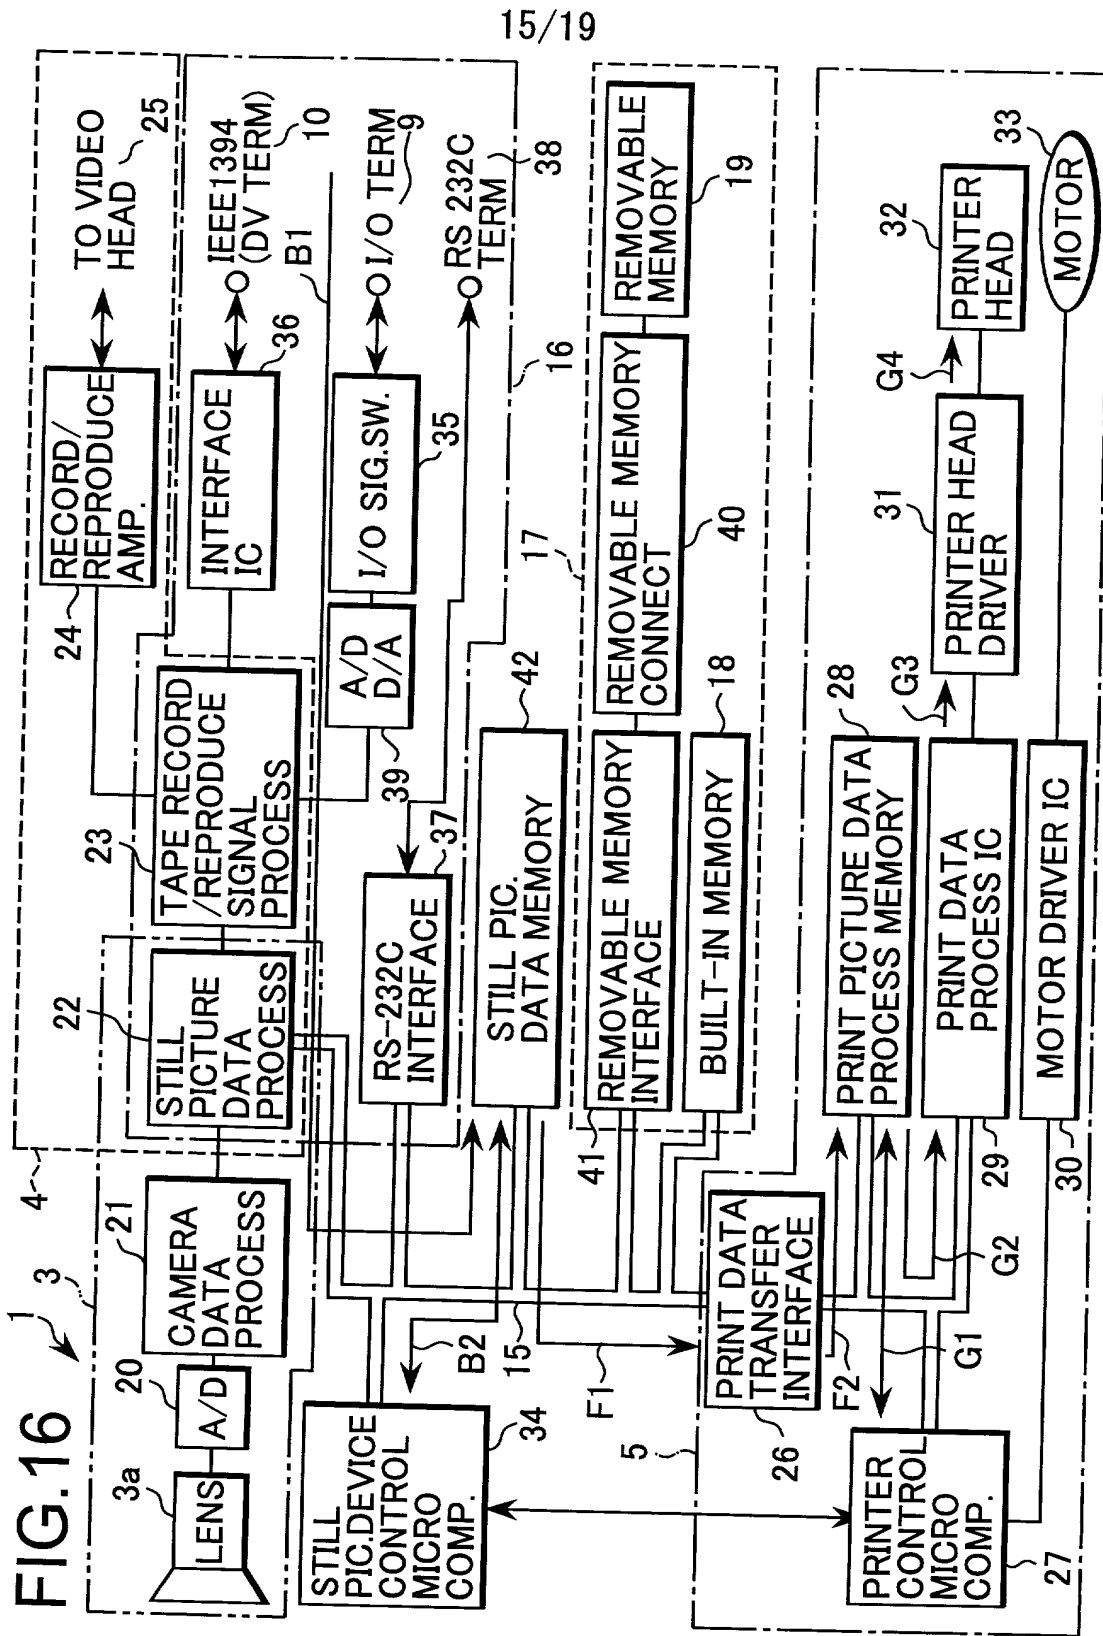 15/19
FIG.16
1
3
4
3a
LENS
20
A/D
21
CAMERA
DATA
PROCESS
22
STILL
PICTURE
DATA
PROCESS
23
TAPE RECORD
/REPRODUCE
SIGNAL
PROCESS
24
RECORD/
REPRODUCE
AMP.
TO VIDEO
HEAD
25
INTERFACE
IC
36
IEEE1394
(DV TERM)
10
B1
A/D
D/A
39
I/O SIG.SW.
35
I/O TERM
9
RS 232C
TERM
38
RS-232C
INTERFACE
37
16
STILL
PIC.DEVICE
CONTROL
MICRO
COMP.
34
B2
15
F1
STILL PIC.
DATA MEMORY
42
17
41
REMOVABLE MEMORY
INTERFACE
REMOVABLE MEMORY
CONNECT
40
REMOVABLE
MEMORY
19
BUILT-IN MEMORY
18
5
PRINT DATA
TRANSFER
INTERFACE
26
F2
G1
G2
PRINTER
CONTROL
MICRO
COMP.
27
PRINT PICTURE DATA
PROCESS MEMORY
28
PRINT DATA
PROCESS IC
29
G3
PRINTER HEAD
DRIVER
31
G4
PRINTER
HEAD
32
MOTOR DRIVER IC
30
MOTOR
33